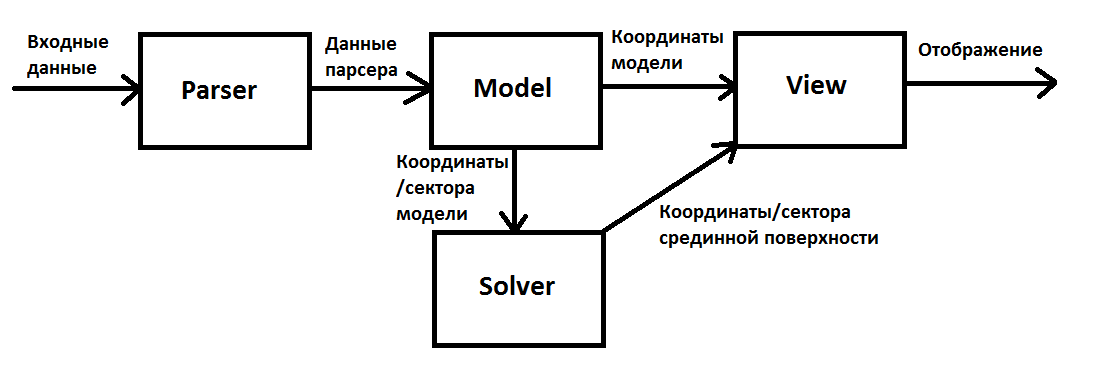 Входные
данные
Parser
Данные
парсера
Model
Координаты
модели
View
Отображение
Координаты
/сектора
модели
Solver
Координаты/сектора
срединной поверхности